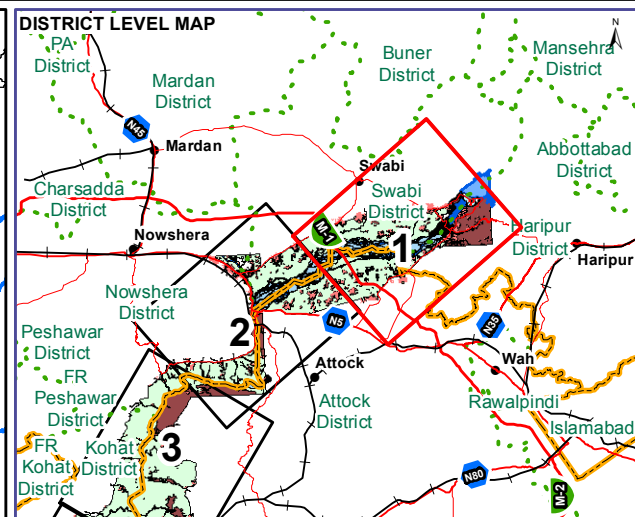 DISTRICT LEVEL MAP
N
PA
District
Mardan
District
Buner
District
Mansehra
District
N45
Mardan
Abbottabad
District
Swabi
Charsadda
District
Swabi
District
M-1
1
Nowshera
Haripur
District
Haripur
Nowshera
District
2
N5
N35
Peshawar
District
Wah
FR
Peshawar
District
Attock
Attock
District
Rawalpindi
Islamabad
FR
Kohat
District
Kohat
District
3
N80
M-2